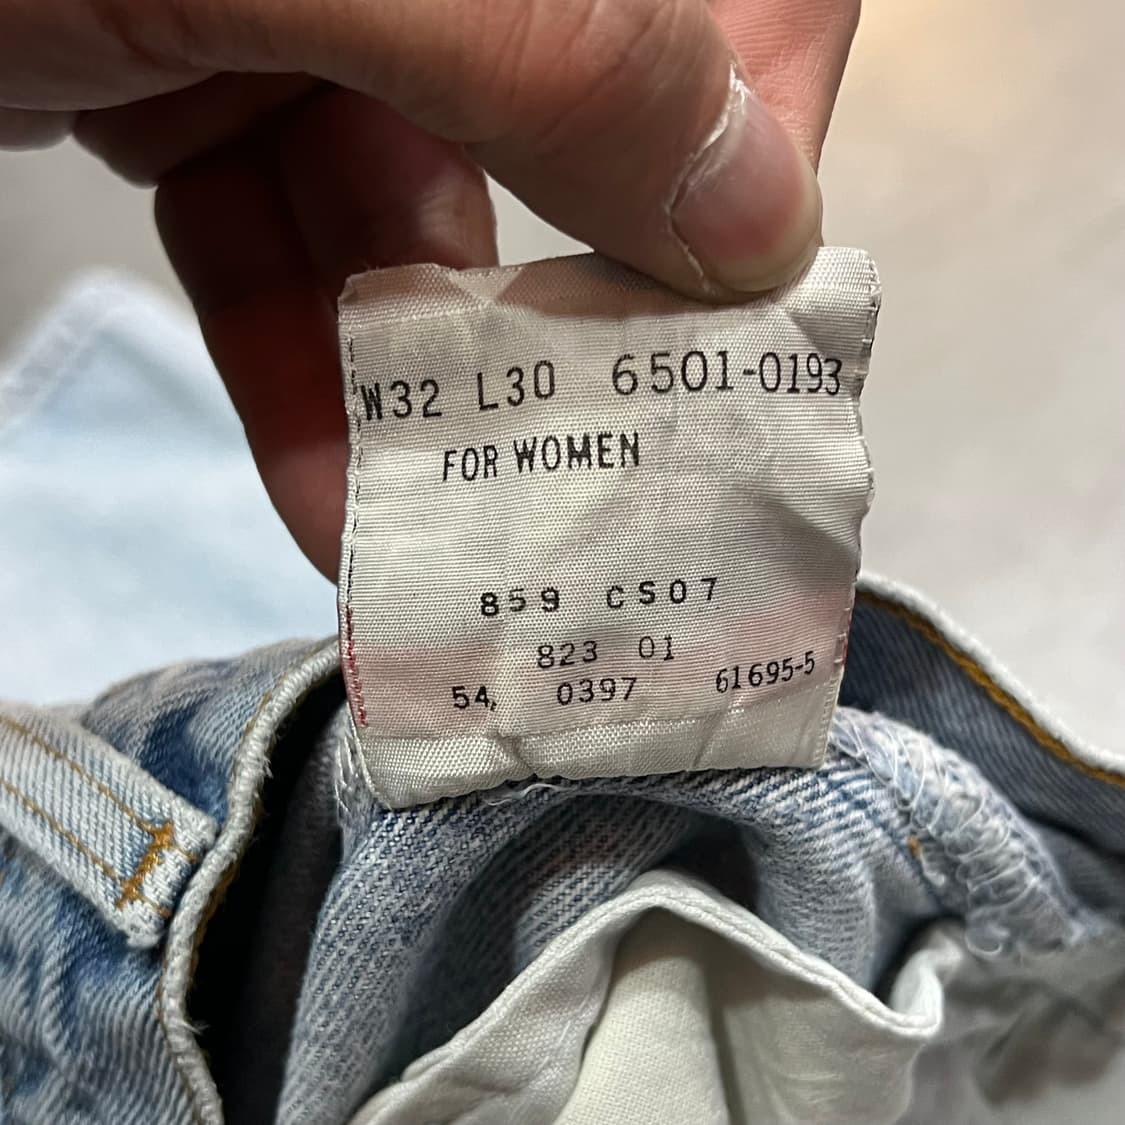 W32 L30 6501-0193
FOR WOMEN
859 CS07
823 01
54, 0397 61695-5